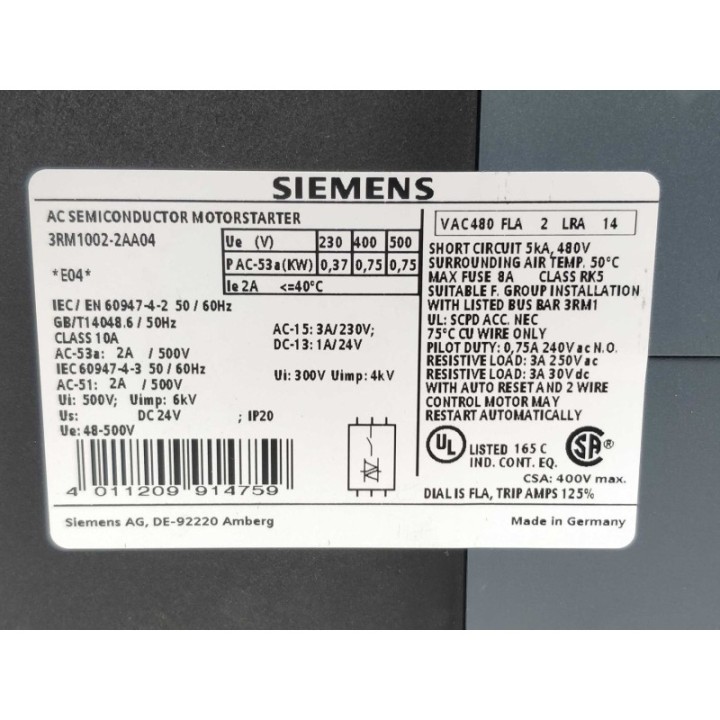 SIEMENS
AC SEMICONDUCTOR MOTORSTARTER
3RM1002-2AA04
*E04*
Ue (V) 230 400 500
P AC-53a(KW) 0,37 0,75 0,75
Ie 2A <=40°C
IEC/ EN 60947-4-2 50 / 60Hz
GB/T14048.6 / 50Hz
CLASS 10A
AC-53a: 2A / 500V
IEC60947-4-3 50 / 60Hz
AC-51: 2A / 500V
Ui: 500V; Uimp: 6kV
Us: DC 24V ; IP20
Ue: 48-500V
AC-15: 3A/230V;
DC-13: 1A/24V
Ui: 300V Uimp: 4kV
4 011209 914759
VAC480 FLA 2 LRA 14
SHORT CIRCUIT 5kA, 480V
SURROUNDING AIR TEMP. 50°C
MAX FUSE 8A CLASS RK5
SUITABLE F. GROUP INSTALLATION
WITH LISTED BUS BAR 3RM1
UL: SCPD ACC. NEC
75°C CU WIRE ONLY
PILOT DUTY: 0,75A 240V ac N.O.
RESISTIVE LOAD: 3A 250V ac
RESISTIVE LOAD: 3A 30V dc
WITH AUTO RESET AND 2 WIRE
CONTROL MOTOR MAY
RESTART AUTOMATICALLY
UL LISTED 165 C
IND. CONT. EQ.
CSA ®
CSA: 400V max.
DIAL IS FLA, TRIP AMPS 125%
Siemens AG, DE-92220 Amberg
Made in Germany